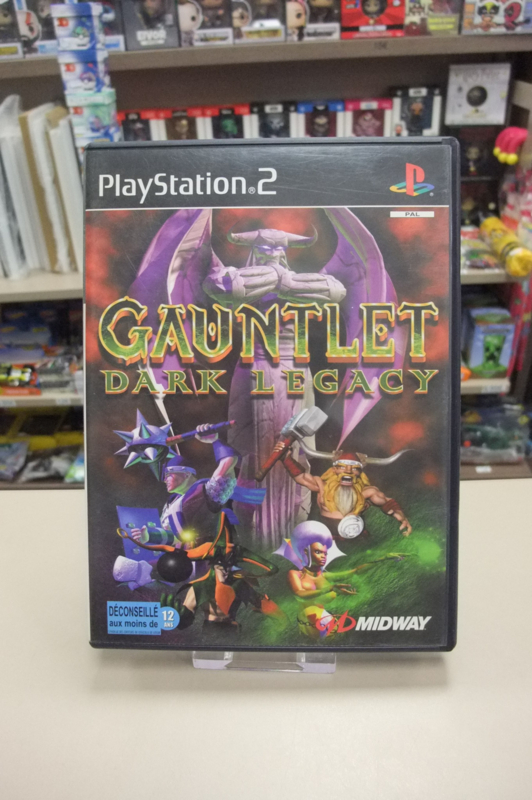 PlayStation®2
PAL
GAUNTLET
DARK LEGACY
DÉCONSEILLÉ
aux moins de
12
ans
MIDWAY